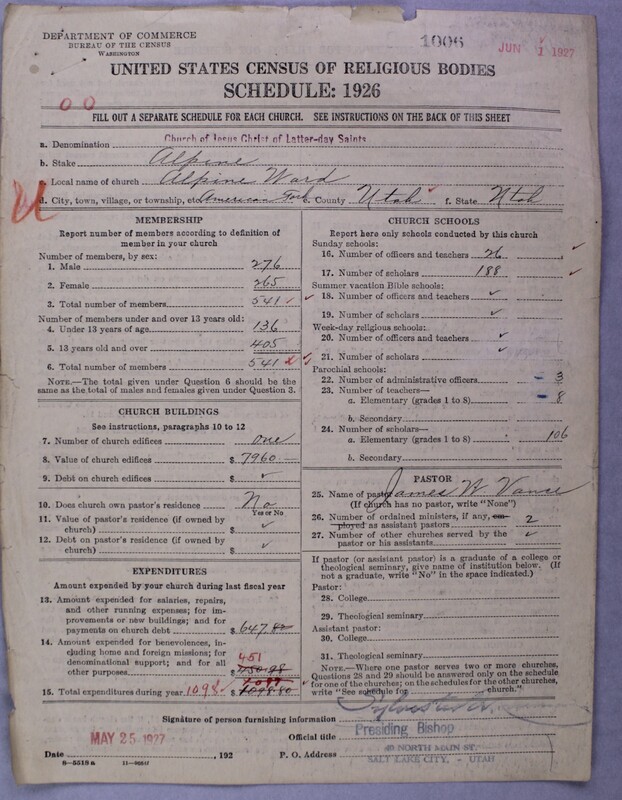 DEPARTMENT OF COMMERCE
BUREAU OF THE CENSUS
WASHINGTON
1006
JUN 1 1927
UNITED STATES CENSUS OF RELIGIOUS BODIES
SCHEDULE: 1926
0 0
FILL OUT A SEPARATE SCHEDULE FOR EACH CHURCH. SEE INSTRUCTIONS ON THE BACK OF THIS SHEET
a. Denomination Church of Jesus Christ of Latter-day Saints
b. Stake Alpine
c. Local name of church Alpine Ward
d. City, town, village, or township, etc. American Fork e. County Utah f. State Utah
MEMBERSHIP
Report number of members according to definition of
member in your church
Number of members, by sex:
1. Male 276
2. Female 265
3. Total number of members 541
Number of members under and over 13 years old:
4. Under 13 years of age 136
5. 13 years old and over 405
6. Total number of members 541
NOTE.—The total given under Question 6 should be the
same as the total of males and females given under Question 3.
CHURCH BUILDINGS
See instructions, paragraphs 10 to 12
7. Number of church edifices one
8. Value of church edifices $ 7960
9. Debt on church edifices $
10. Does church own pastor's residence No
Yes or No
11. Value of pastor's residence (if owned by
church) $
12. Debt on pastor's residence (if owned by
church) $
EXPENDITURES
Amount expended by your church during last fiscal year
13. Amount expended for salaries, repairs,
and other running expenses; for im-
provements or new buildings; and for
payments on church debt $ 647.82
14. Amount expended for benevolences, in-
cluding home and foreign missions; for
denominational support; and for all
other purposes $ 450.98
451
15. Total expenditures during year 1098 $ 1098.80
CHURCH SCHOOLS
Report here only schools conducted by this church
Sunday schools:
16. Number of officers and teachers 26
17. Number of scholars 188
Summer vacation Bible schools:
18. Number of officers and teachers
19. Number of scholars
Week-day religious schools:
20. Number of officers and teachers
21. Number of scholars
Parochial schools:
22. Number of administrative officers 3
23. Number of teachers—
a. Elementary (grades 1 to 8) 8
b. Secondary
24. Number of scholars—
a. Elementary (grades 1 to 8) 106
b. Secondary
PASTOR
25. Name of pastor James W Vance
(If church has no pastor, write "None")
26. Number of ordained ministers, if any, em-
ployed as assistant pastors 2
27. Number of other churches served by the
pastor or his assistants
If pastor (or assistant pastor) is a graduate of a college or
theological seminary, give name of institution below. (If
not a graduate, write "No" in the space indicated.)
Pastor:
28. College
29. Theological seminary
Assistant pastor:
30. College
31. Theological seminary
NOTE.—Where one pastor serves two or more churches,
Questions 28 and 29 should be answered only on the schedule
for one of the churches; on the schedules for the other churches,
write "See schedule for church."
Signature of person furnishing information Sylvester
Official title Presiding Bishop
MAY 25 1927
Date , 192 P. O. Address 40 NORTH MAIN ST.
SALT LAKE CITY, - UTAH
8—5518 a